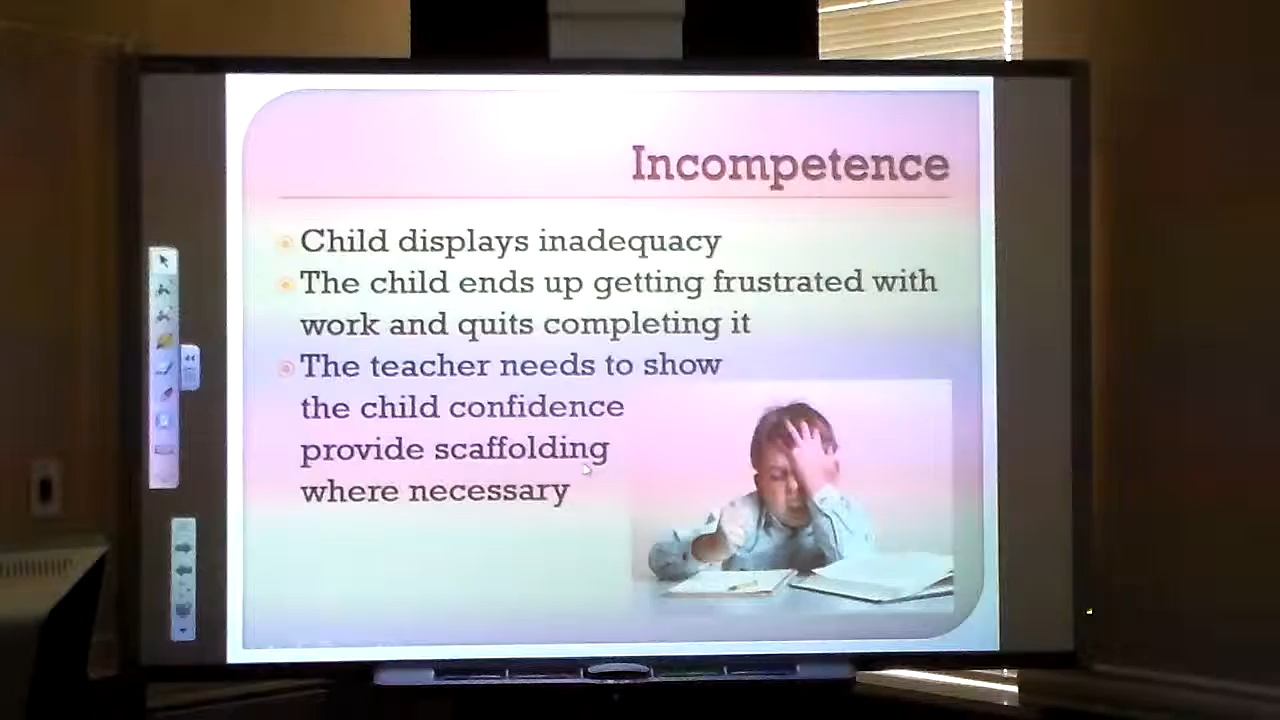 Incompetence
Child displays inadequacy
The child ends up getting frustrated with
work and quits completing it
The teacher needs to show
the child confidence
provide scaffolding
where necessary